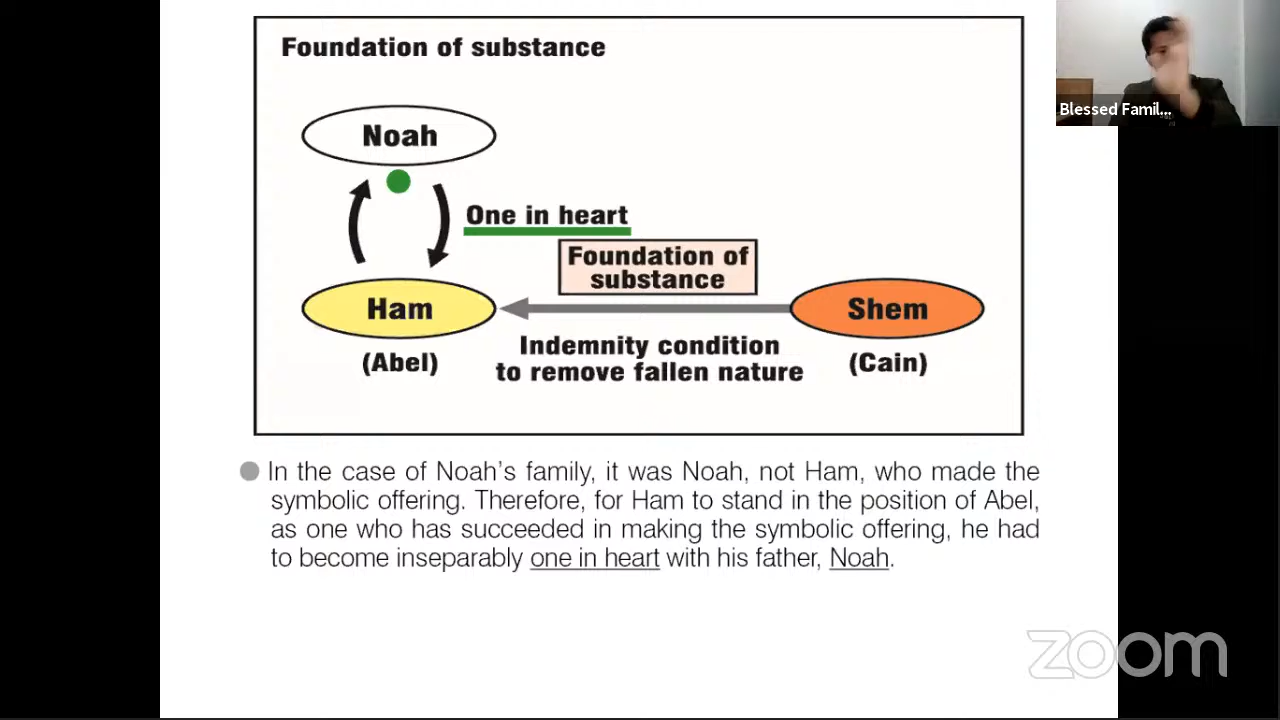 Foundation of substance
Blessed Famil...
Noah
One in heart
Foundation of
substance
Ham
Shem
(Abel)
Indemnity condition
to remove fallen nature
(Cain)
In the case of Noah's family, it was Noah, not Ham, who made the
symbolic offering. Therefore, for Ham to stand in the position of Abel,
as one who has succeeded in making the symbolic offering, he had
to become inseparably one in heart with his father, Noah.
zoom